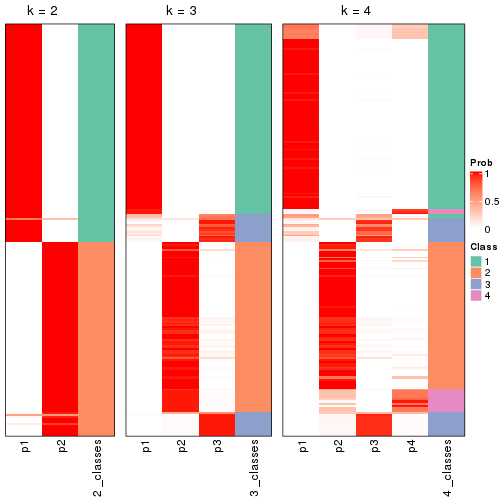 k = 2
k = 3
k = 4
p1
p2
2_classes
p1
p2
p3
3_classes
p1
p2
p3
p4
4_classes
Prob
1
0.5
0
Class
1
2
3
4